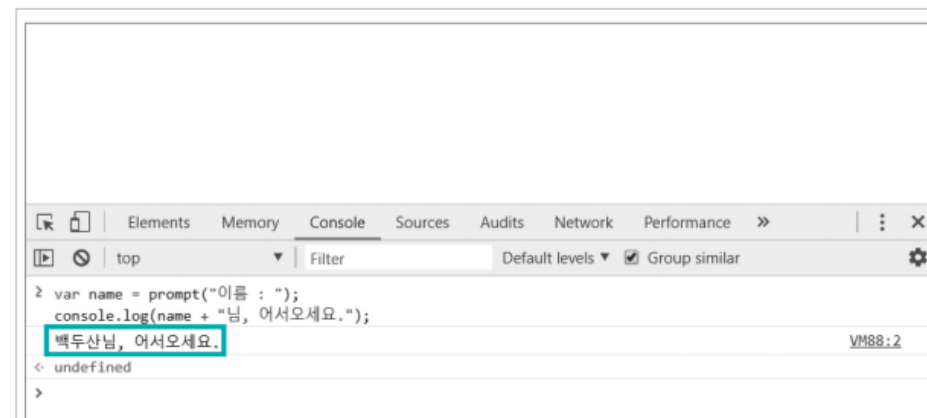 Elements Memory Console Sources Audits Network Performance »
top ▼ Filter Default levels ▼ Group similar
var name = prompt("이름 : ");
console.log(name + "님, 어서오세요.");
백두산님, 어서오세요. VM88:2
undefined
>